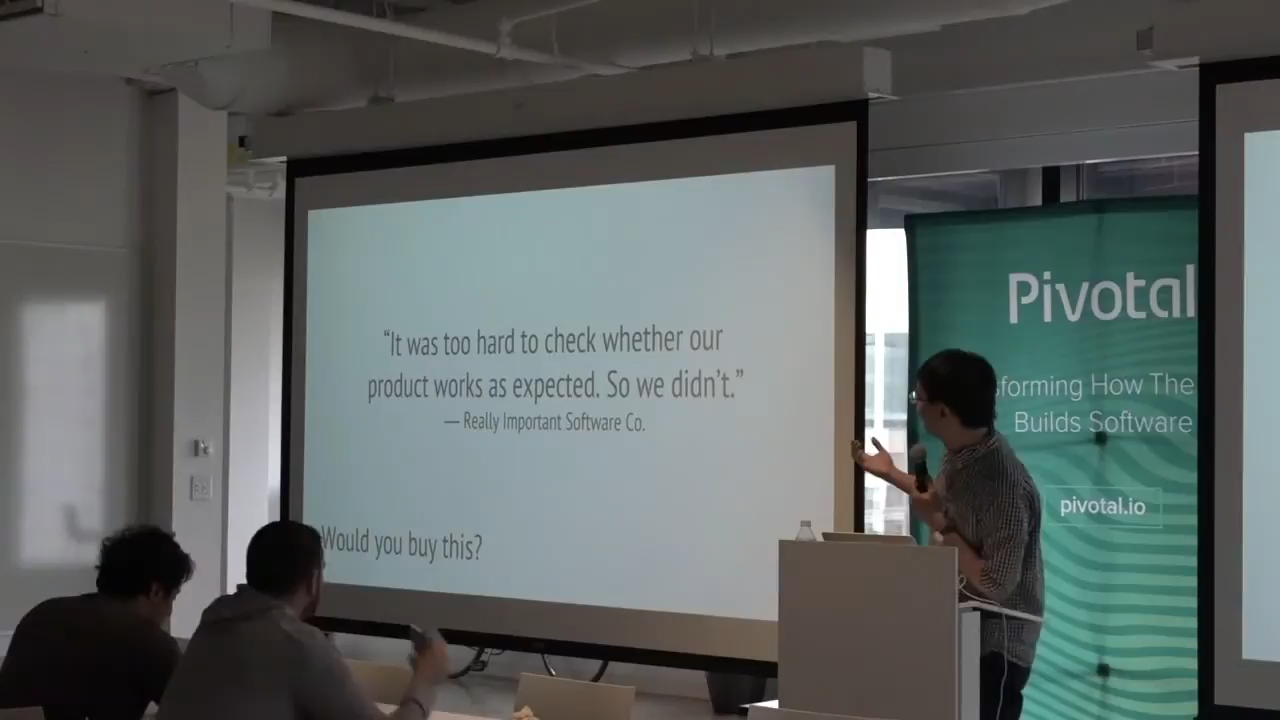 “It was too hard to check whether our
product works as expected. So we didn’t.”
— Really Important Software Co.
Would you buy this?
Pivotal
How The
Builds Software
pivotal.io